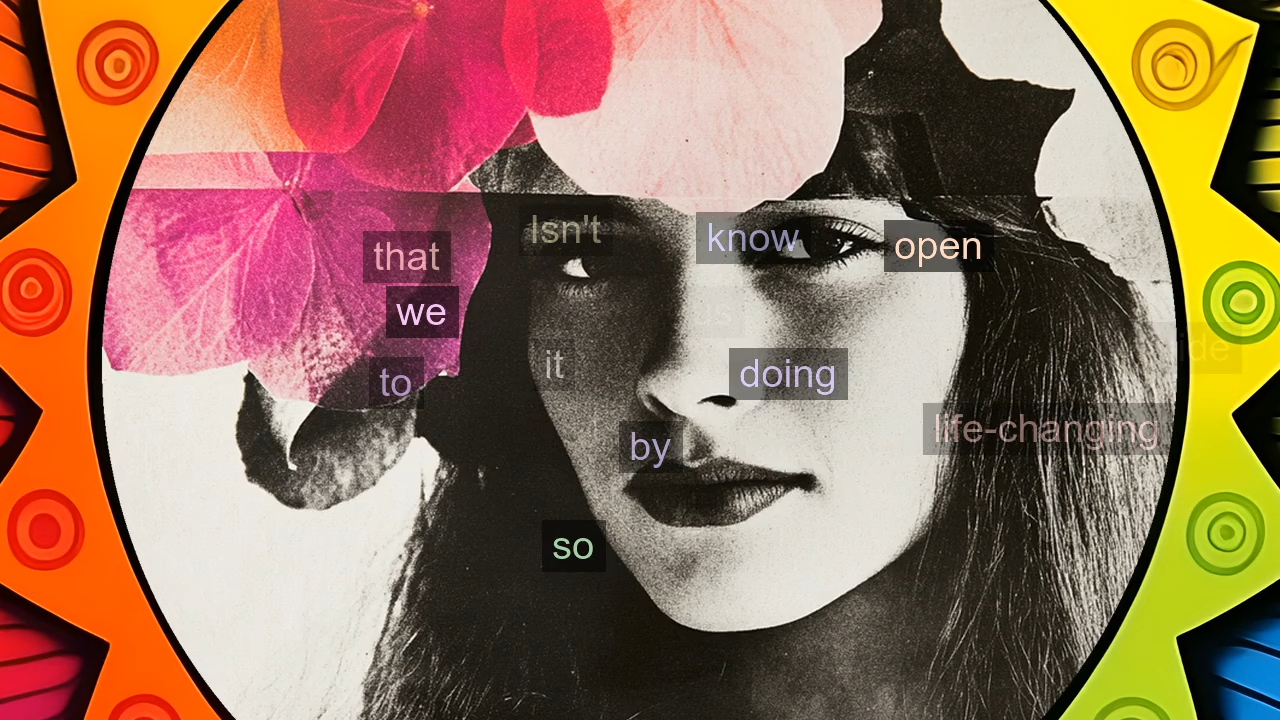 Isn't know open
that
we
it
to doing
life-changing
by
so